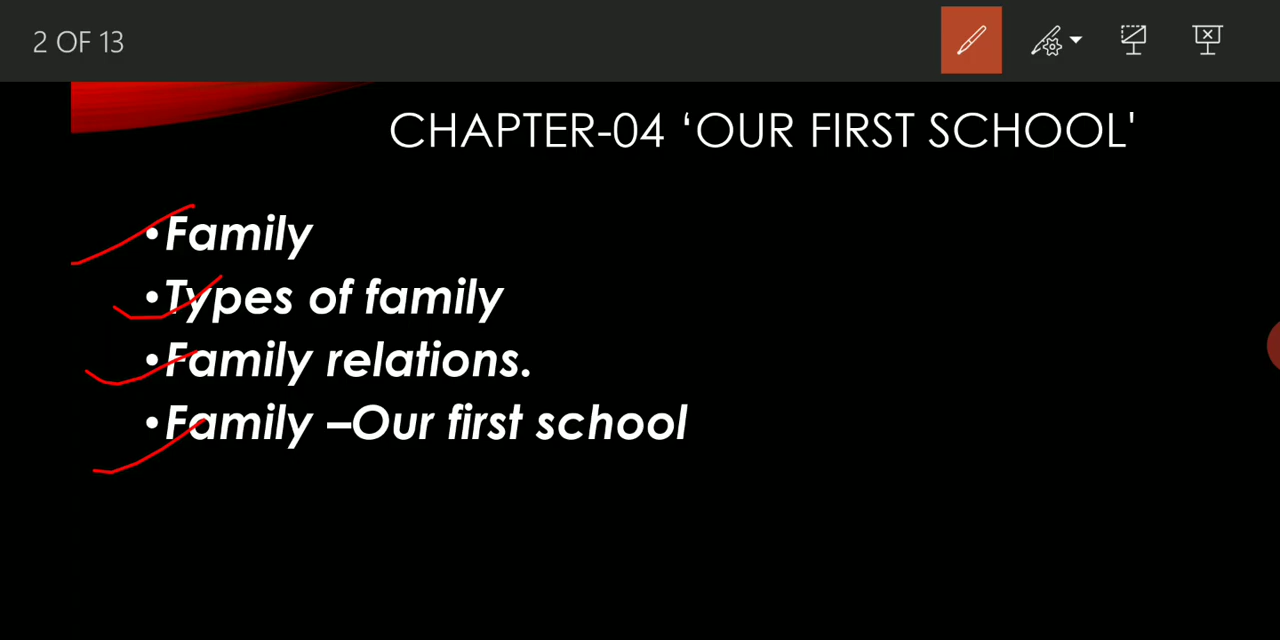 2 OF 13
CHAPTER-04 ‘OUR FIRST SCHOOL'
•Family
•Types of family
•Family relations.
•Family –Our first school